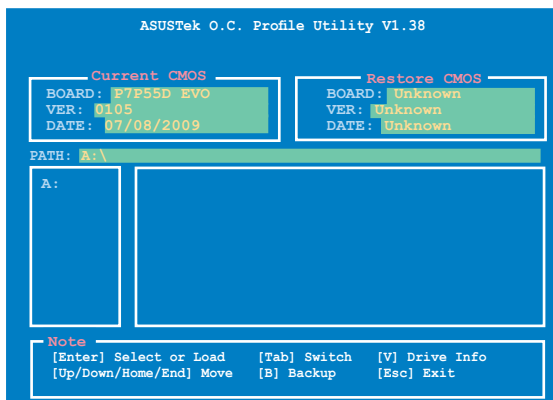 ASUSTek O.C. Profile Utility V1.38
Current CMOS
BOARD: P7P55D EVO
VER: 0105
DATE: 07/08/2009
Restore CMOS
BOARD: Unknown
VER: Unknown
DATE: Unknown
PATH: A:\
A:
Note
[Enter] Select or Load [Tab] Switch [V] Drive Info
[Up/Down/Home/End] Move [B] Backup [Esc] Exit